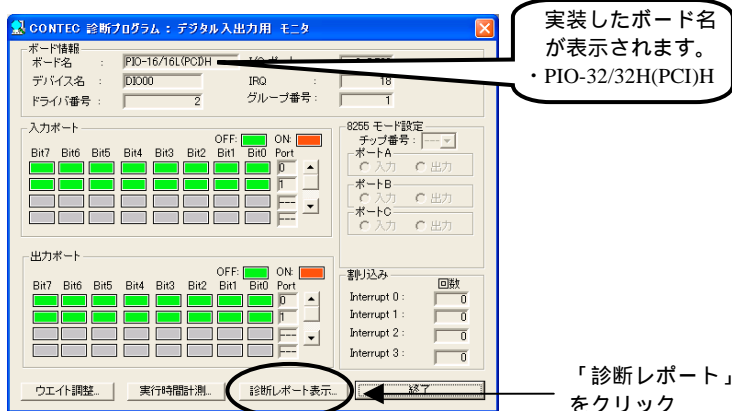 CONTEC 診断プログラム : デジタル入出力用 モニタ
実装したボード名
が表示されます。
・PIO-32/32H(PCI)H
ボード情報
ボード名 : PIO-16/16L(PCI)H
デバイス名 : DIO00 IRQ : 18
ドライバ番号 : 2 グループ番号 : 1
入力ポート
OFF: ON:
Bit7 Bit6 Bit5 Bit4 Bit3 Bit2 Bit1 Bit0 Port
0
1
---
---
8255 モード設定
チップ番号 : ---
ポートA
入力 出力
ポートB
入力 出力
ポートC
入力 出力
出力ポート
OFF: ON:
Bit7 Bit6 Bit5 Bit4 Bit3 Bit2 Bit1 Bit0 Port
0
1
---
---
割り込み
回数
Interrupt 0 : 0
Interrupt 1 : 0
Interrupt 2 : 0
Interrupt 3 : 0
ウエイト調整... 実行時間計測... 診断レポート表示... 終了
「診断レポート」
をクリック